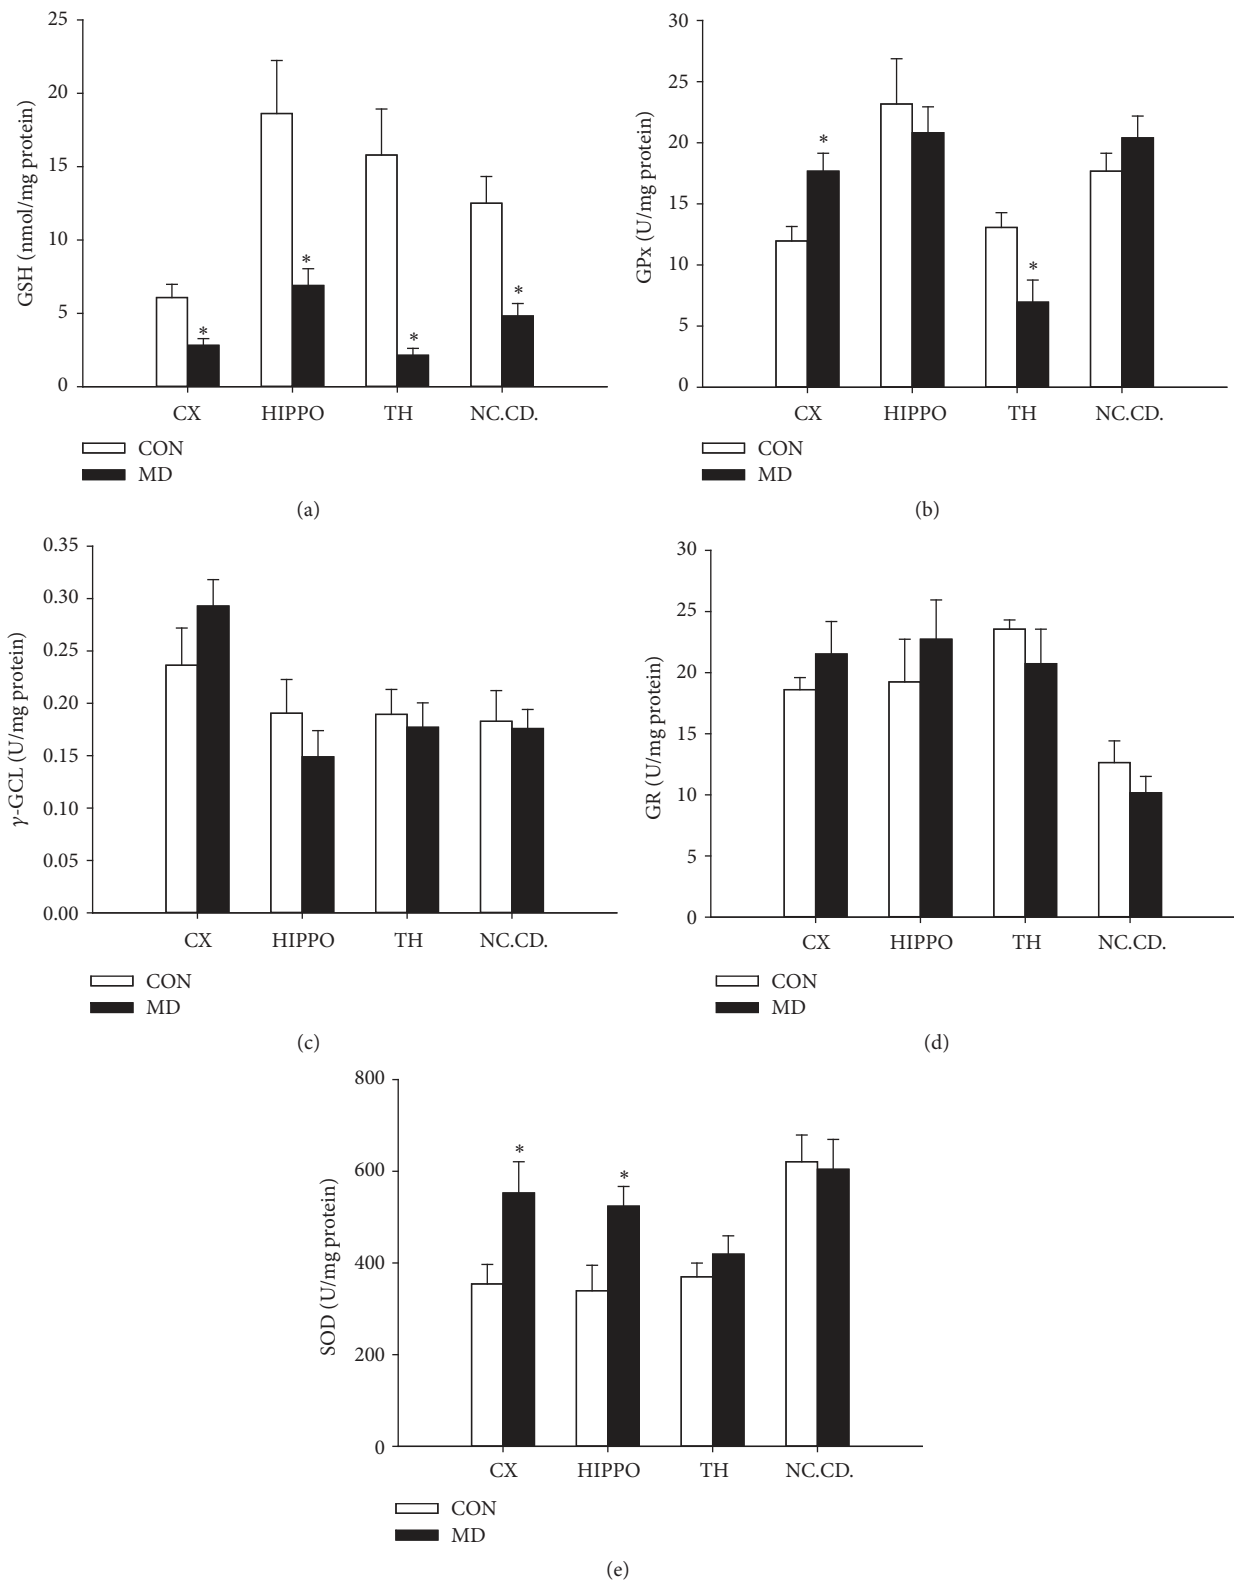 25
20
15
10
5
0
GSH (nmol/mg protein)
*
*
*
*
CX HIPPO TH NC.CD.
CON
MD
(a)
30
25
20
15
10
5
0
GPx (U/mg protein)
*
*
CX HIPPO TH NC.CD.
CON
MD
(b)
0.35
0.30
0.25
0.20
0.15
0.10
0.05
0.00
γ-GCL (U/mg protein)
CX HIPPO TH NC.CD.
CON
MD
(c)
30
25
20
15
10
5
0
GR (U/mg protein)
CX HIPPO TH NC.CD.
CON
MD
(d)
800
600
400
200
0
SOD (U/mg protein)
*
*
CX HIPPO TH NC.CD.
CON
MD
(e)